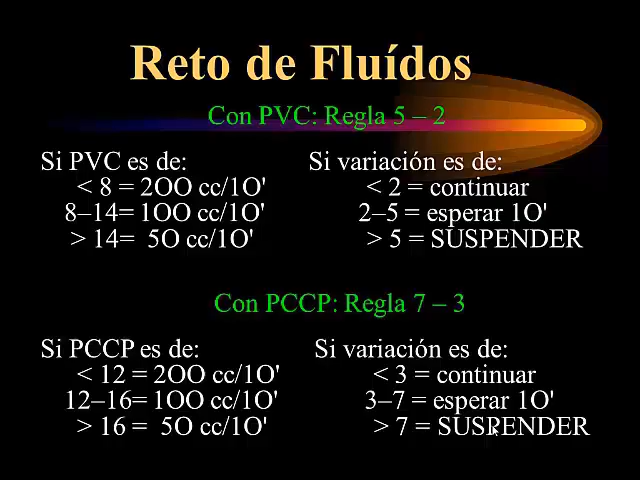 Reto de Fluídos
Con PVC: Regla 5 – 2
Si PVC es de:
< 8 = 2OO cc/1O'
8–14= 1OO cc/1O'
> 14= 5O cc/1O'
Si variación es de:
< 2 = continuar
2–5 = esperar 1O'
> 5 = SUSPENDER
Con PCCP: Regla 7 – 3
Si PCCP es de:
< 12 = 2OO cc/1O'
12–16= 1OO cc/1O'
> 16 = 5O cc/1O'
Si variación es de:
< 3 = continuar
3–7 = esperar 1O'
> 7 = SUSPENDER